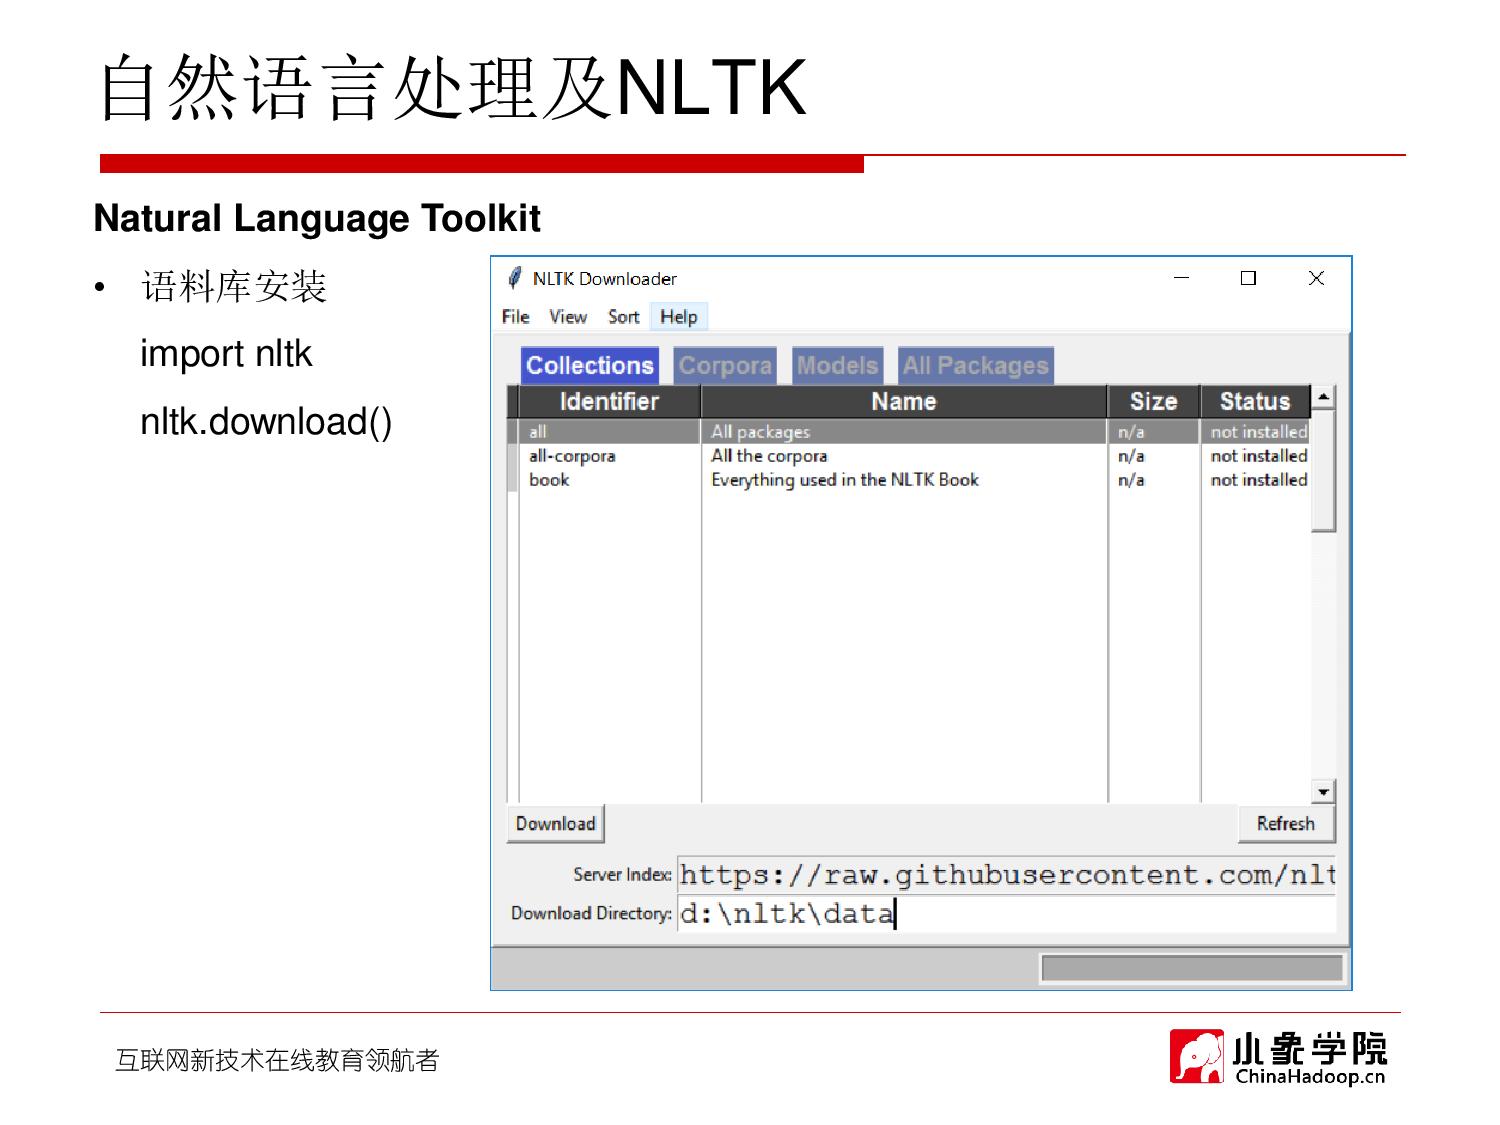 自然语言处理及NLTK
Natural Language Toolkit
• 语料库安装
import nltk
nltk.download()
NLTK Downloader
File View Sort Help
Collections Corpora Models All Packages
Identifier Name Size Status
all All packages n/a not installed
all-corpora All the corpora n/a not installed
book Everything used in the NLTK Book n/a not installed
Download Refresh
Server Index: https://raw.githubusercontent.com/nlt
Download Directory: d:\nltk\data
互联网新技术在线教育领航者
小象学院
ChinaHadoop.cn